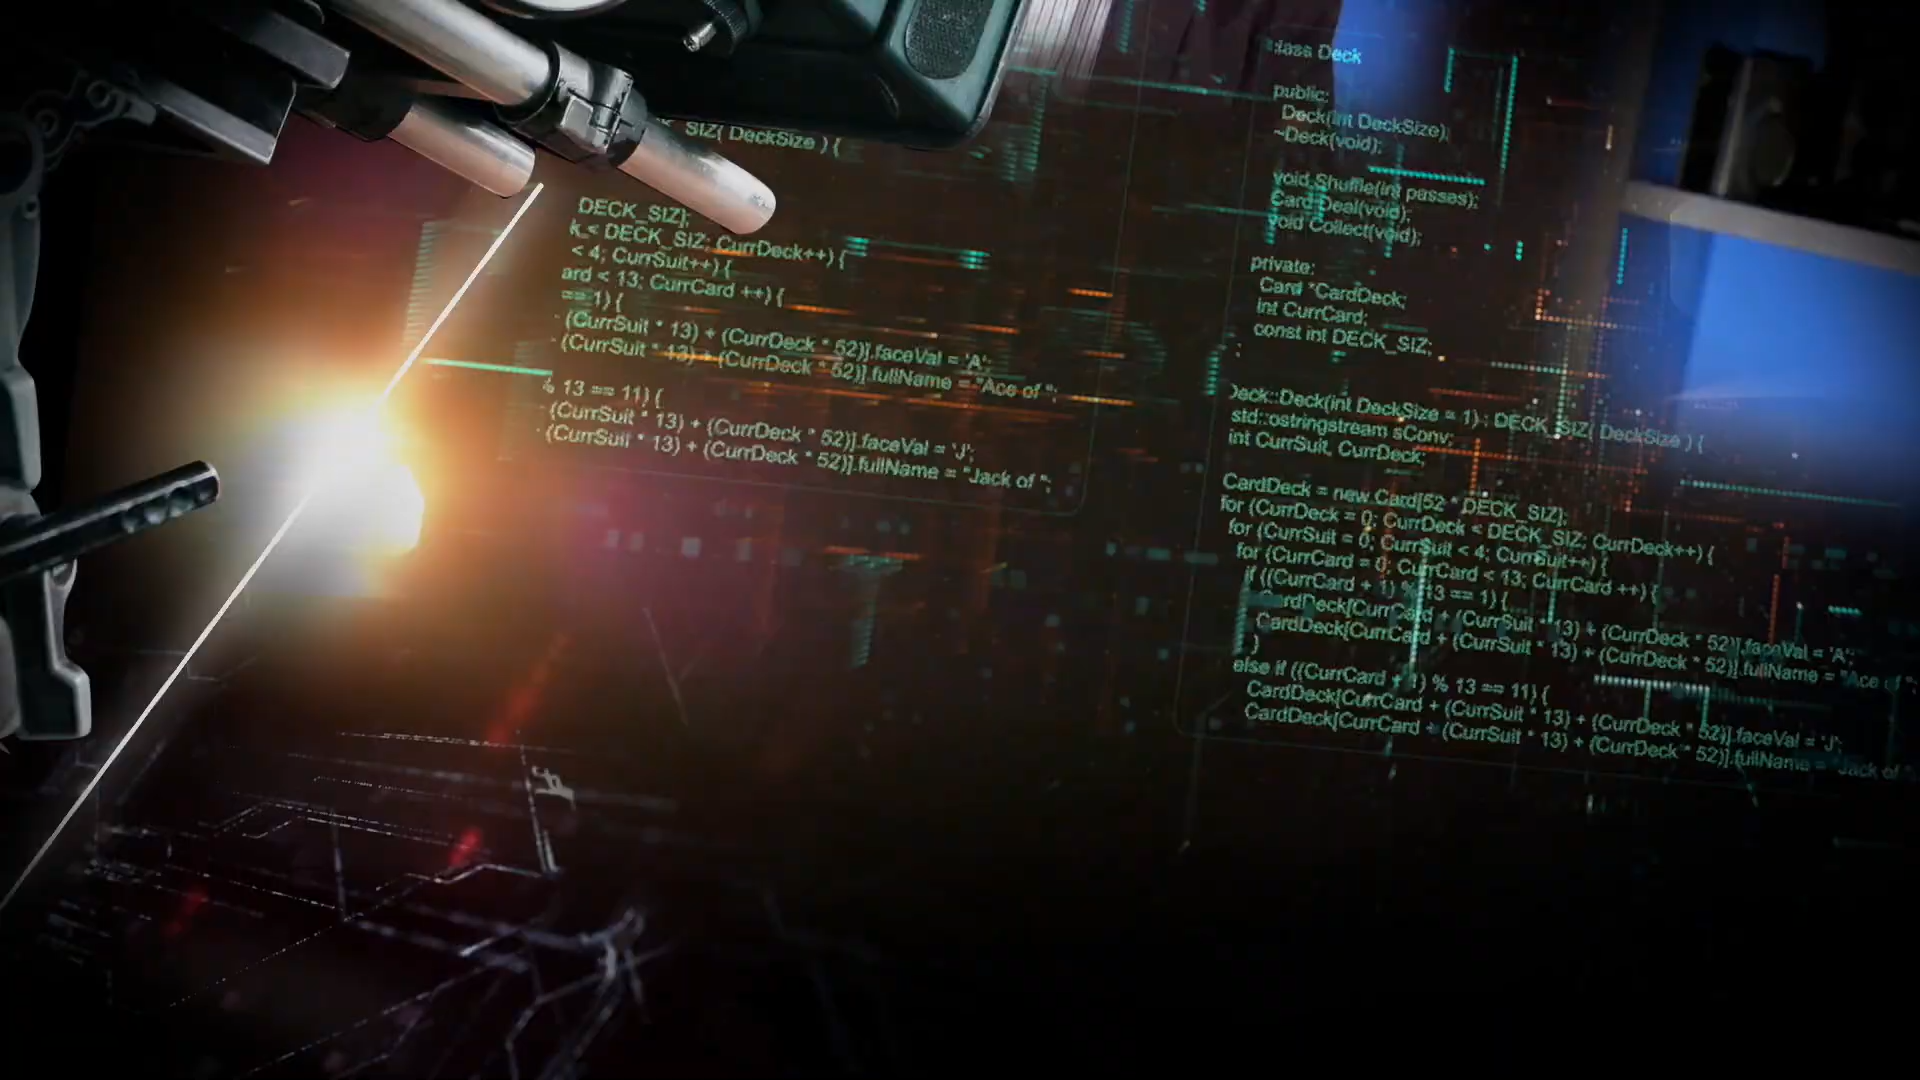 SIZ( DeckSize ) {
DECK_SIZ];
k < DECK_SIZ; CurrDeck++) {
< 4; CurrSuit++) {
ard < 13; CurrCard ++) {
== 1) {
(CurrSuit * 13) + (CurrDeck * 52)].faceVal = 'A';
(CurrSuit * 13) + (CurrDeck * 52)].fullName = "Ace of ";
% 13 == 11) {
(CurrSuit * 13) + (CurrDeck * 52)].faceVal = 'J';
(CurrSuit * 13) + (CurrDeck * 52)].fullName = "Jack of ";
class Deck
public:
Deck(int DeckSize);
~Deck(void);
void Shuffle(int passes);
Card Deal(void);
void Collect(void);
private:
Card *CardDeck;
int CurrCard;
const int DECK_SIZ;
;
Deck::Deck(int DeckSize = 1) : DECK_SIZ( DeckSize ) {
std::ostringstream sConv;
int CurrSuit, CurrDeck;
CardDeck = new Card[52 * DECK_SIZ];
for (CurrDeck = 0; CurrDeck < DECK_SIZ; CurrDeck++) {
for (CurrSuit = 0; CurrSuit < 4; CurrSuit++) {
for (CurrCard = 0; CurrCard < 13; CurrCard ++) {
if ((CurrCard + 1) % 13 == 1) {
CardDeck[CurrCard + (CurrSuit * 13) + (CurrDeck * 52)].faceVal = 'A';
CardDeck[CurrCard + (CurrSuit * 13) + (CurrDeck * 52)].fullName = "Ace of ";
}
else if ((CurrCard + 1) % 13 == 11) {
CardDeck[CurrCard + (CurrSuit * 13) + (CurrDeck * 52)].faceVal = 'J';
CardDeck[CurrCard + (CurrSuit * 13) + (CurrDeck * 52)].fullName = "Jack of "